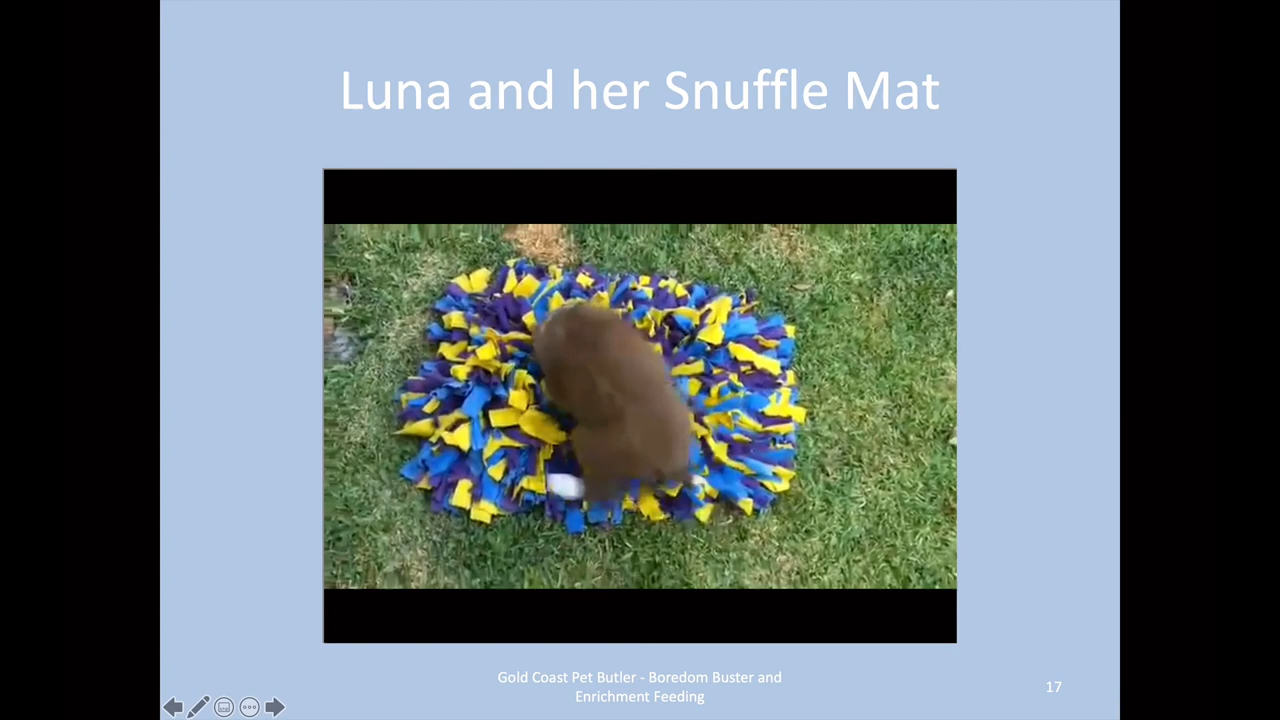 Luna and her Snuffle Mat
Gold Coast Pet Butler - Boredom Buster and
Enrichment Feeding
17